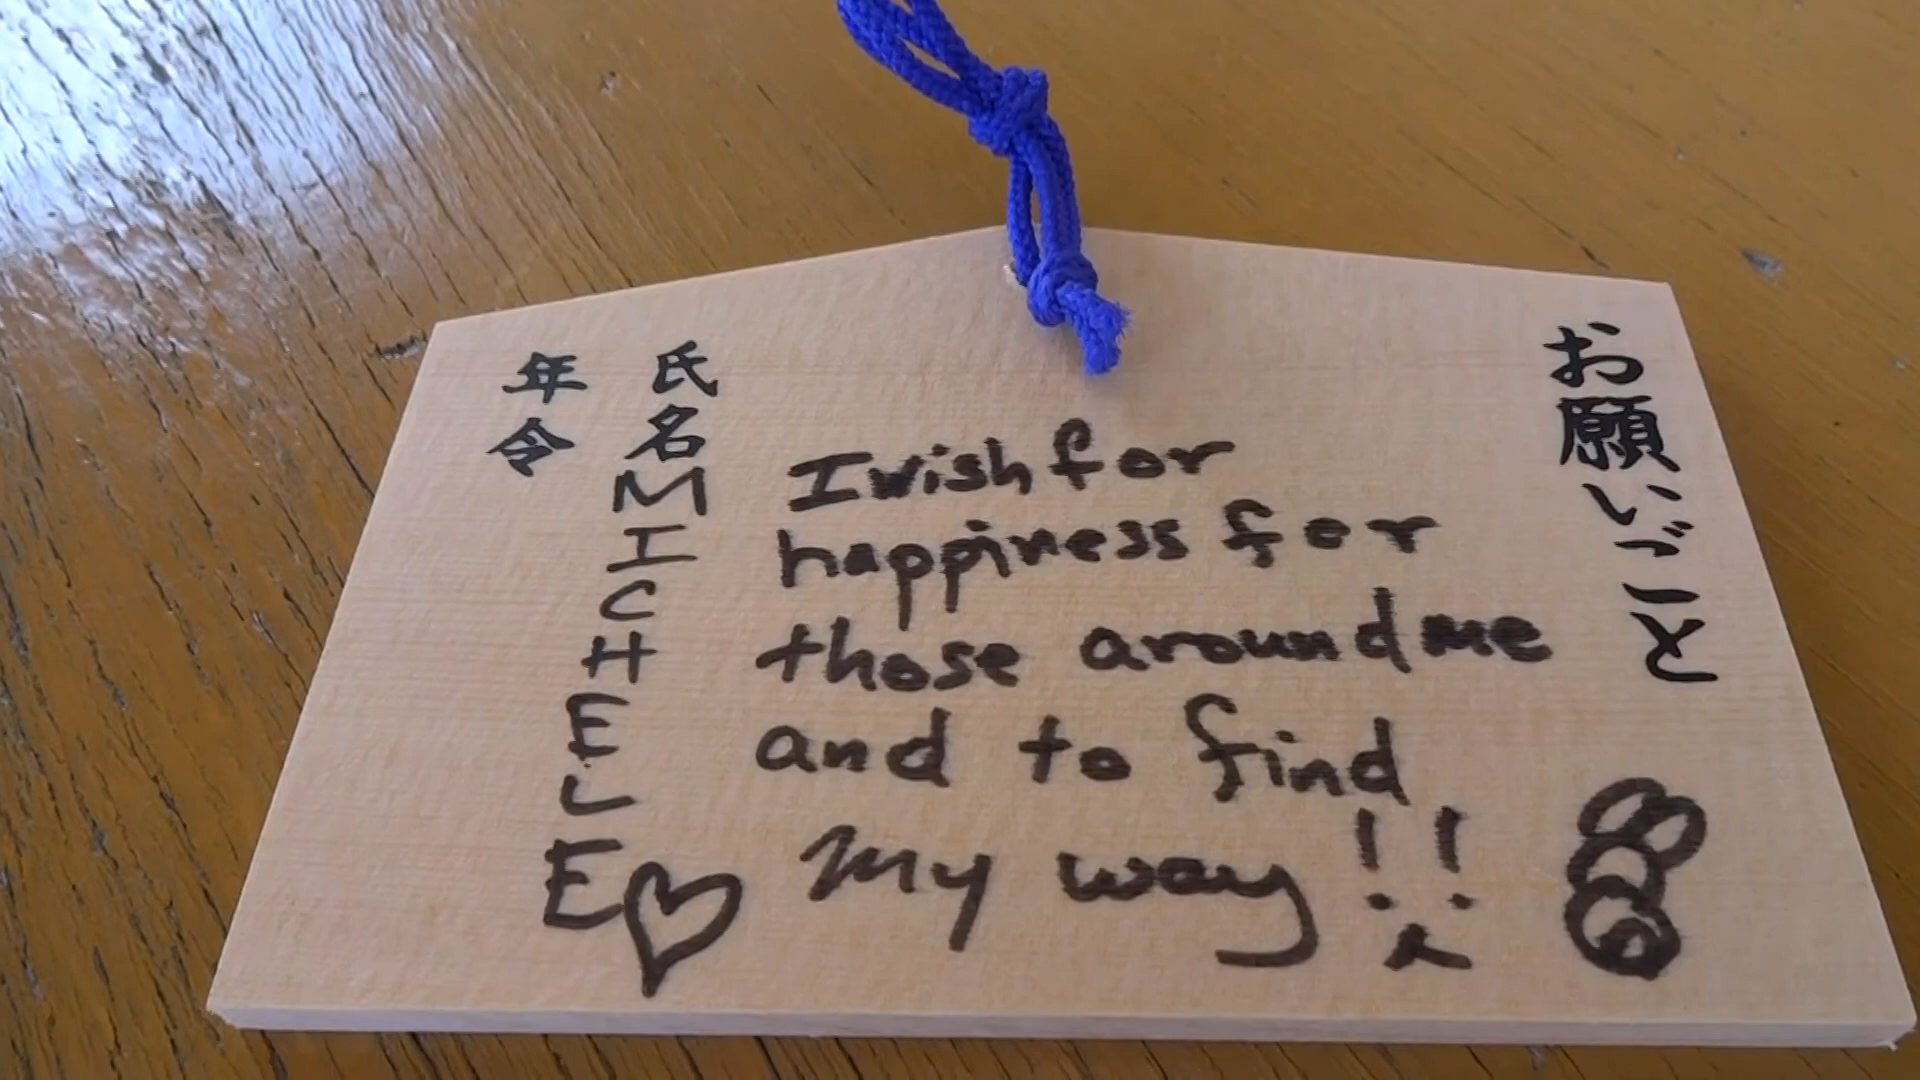 お願いごと
I wish for
happiness for
those around me
and to find
my way!!
氏名 MICHELE
年令